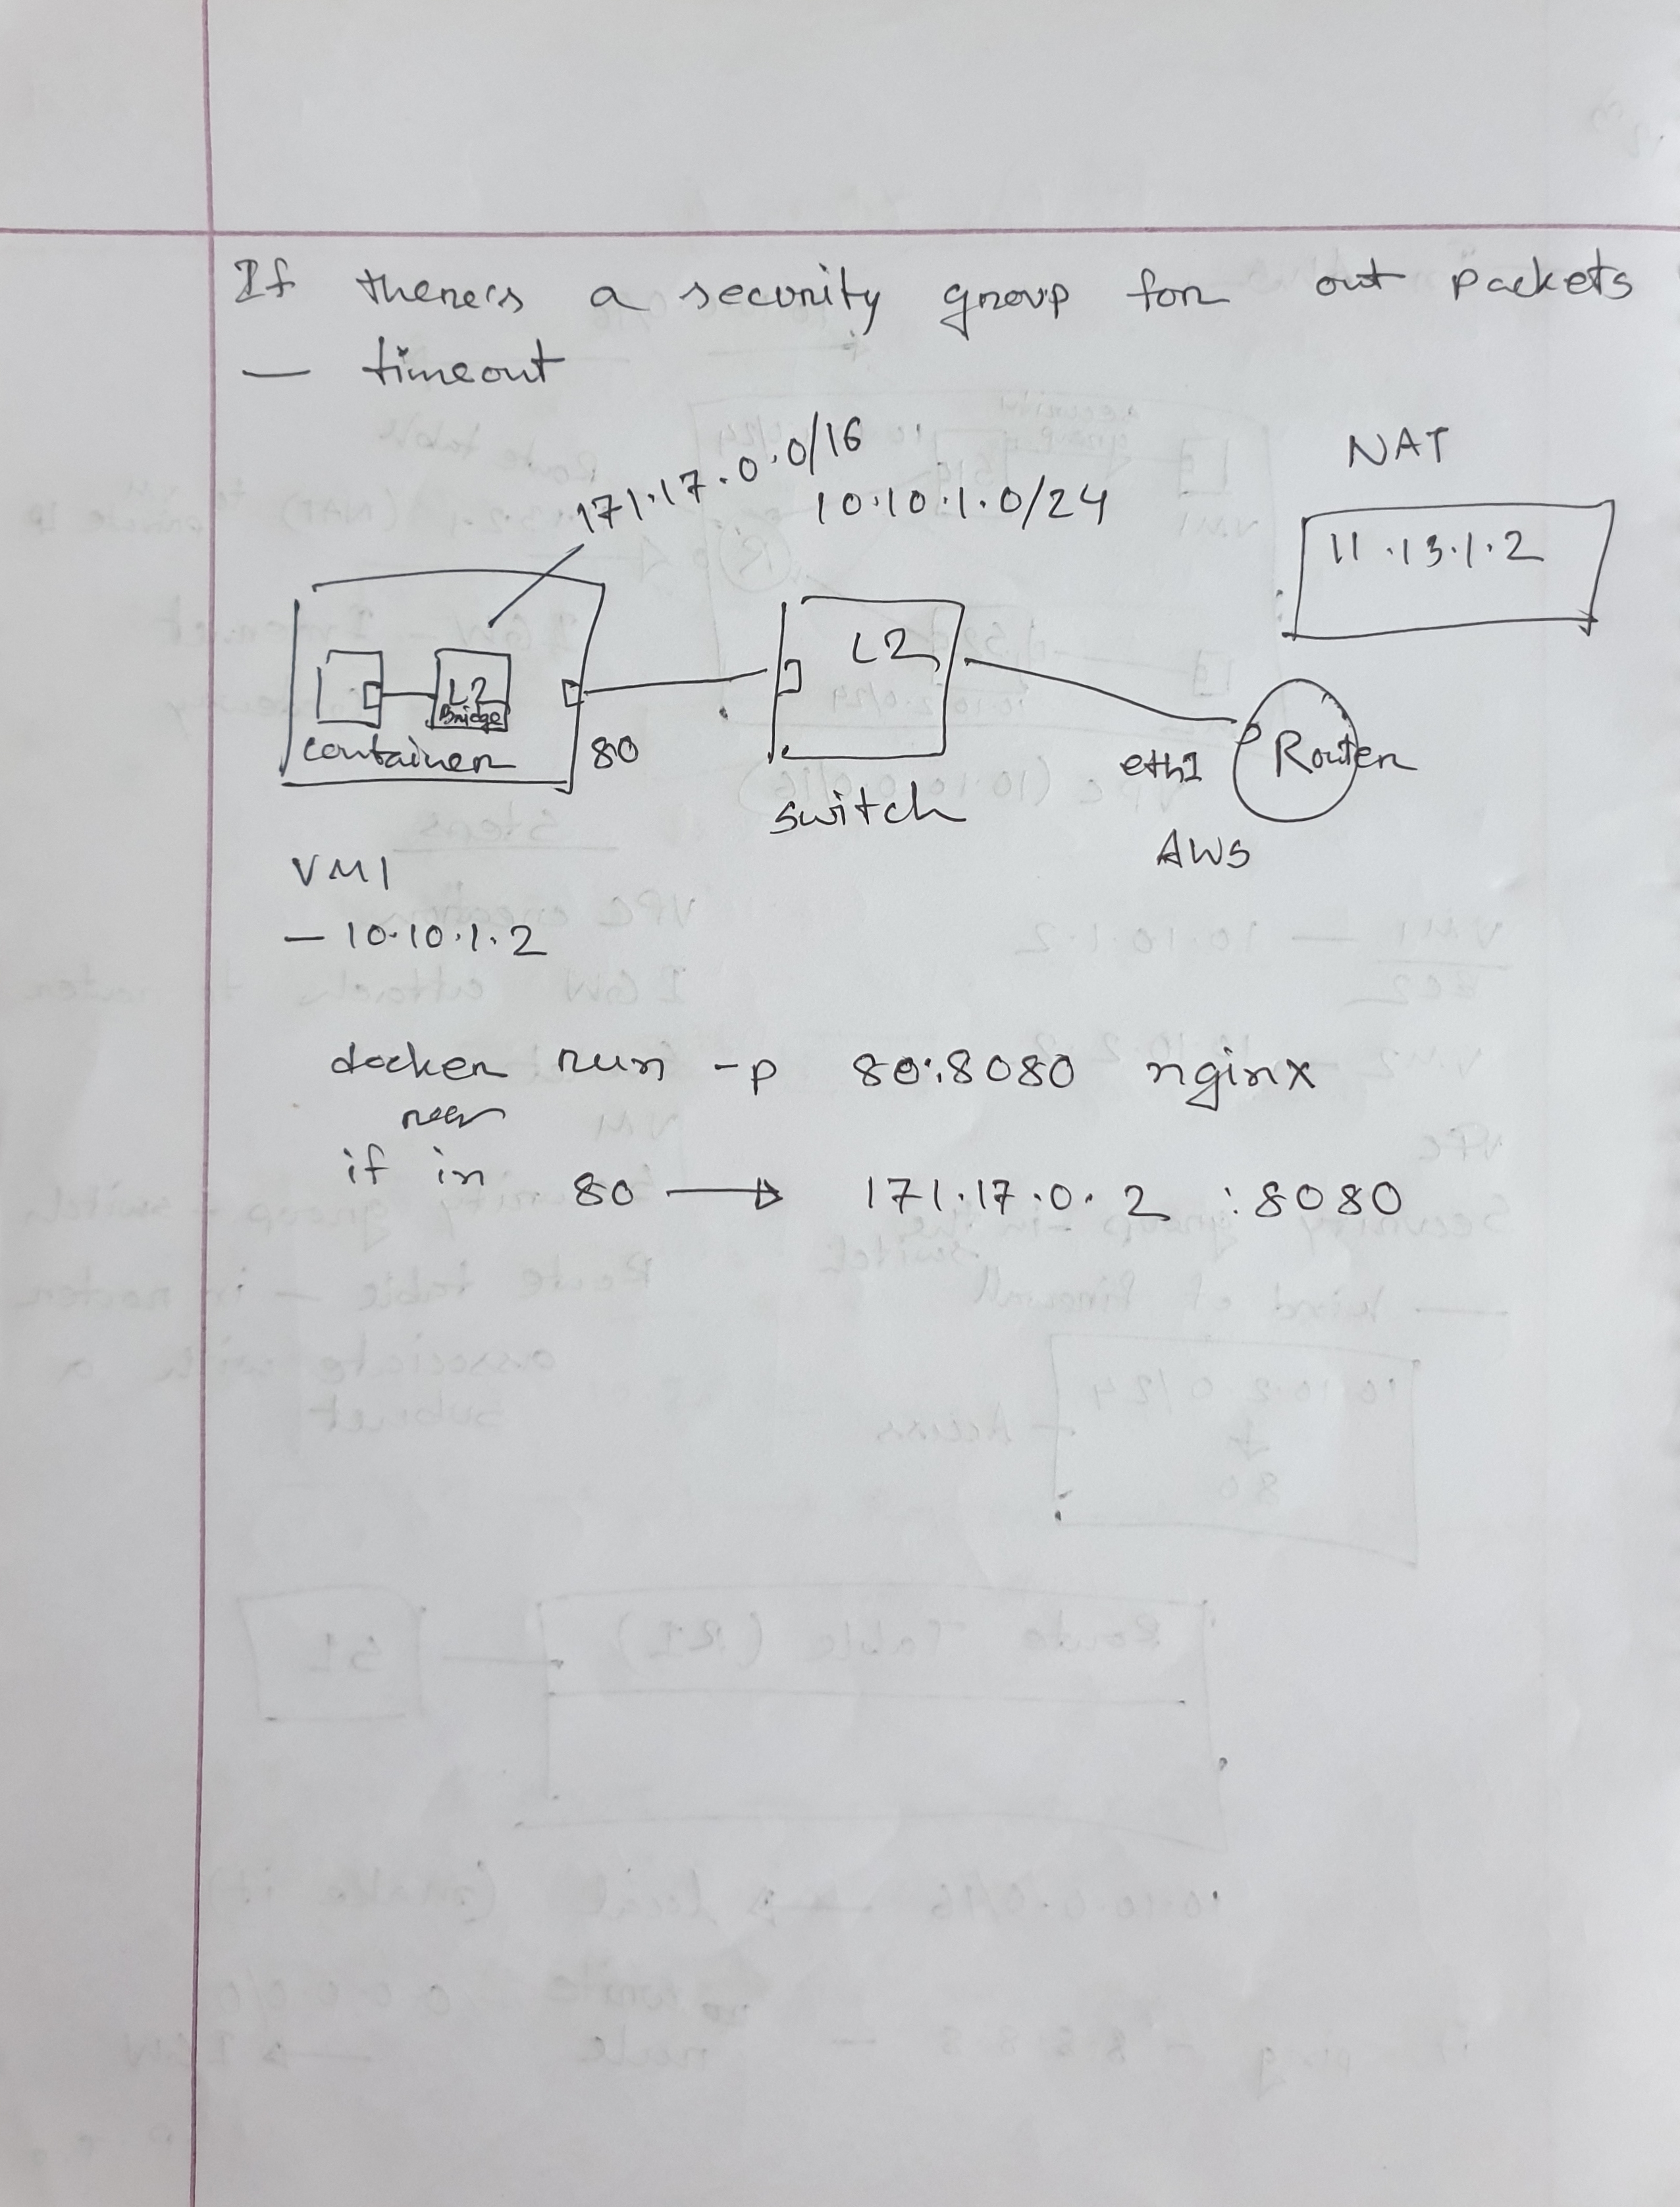 If there's a security group for out packets
— timeout
171.17.0.0/16
10.10.1.0/24
NAT
11.13.1.2
L2
Bridge
container
80
L2
switch
eth1
Router
AWS
VM1
— 10.10.1.2
docker run -p 80:8080 nginx
if in 80 → 171.17.0.2 :8080